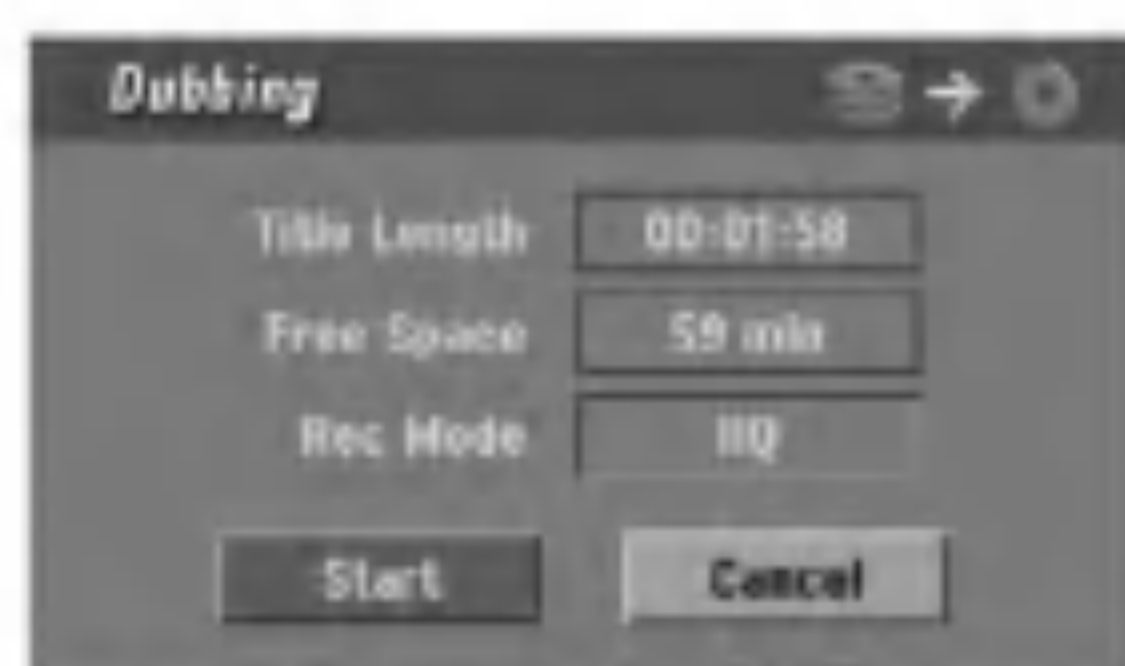 Dubbing
Title Length 00:01:58
Free Space 59 min
Rec Mode HQ
Start Cancel